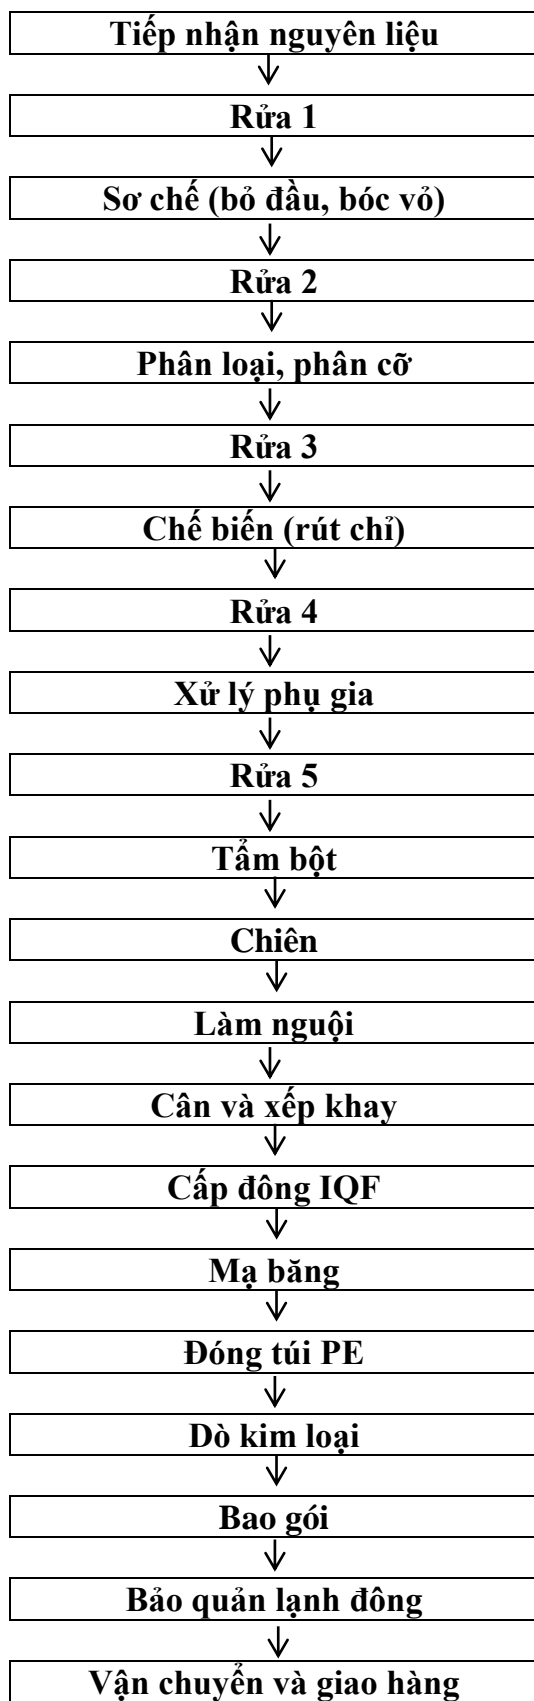 Tiếp nhận nguyên liệu
Rửa 1
Sơ chế (bỏ đầu, bóc vỏ)
Rửa 2
Phân loại, phân cỡ
Rửa 3
Chế biến (rút chỉ)
Rửa 4
Xử lý phụ gia
Rửa 5
Tẩm bột
Chiên
Làm nguội
Cân và xếp khay
Cấp đông IQF
Mạ băng
Đóng túi PE
Dò kim loại
Bao gói
Bảo quản lạnh đông
Vận chuyển và giao hàng